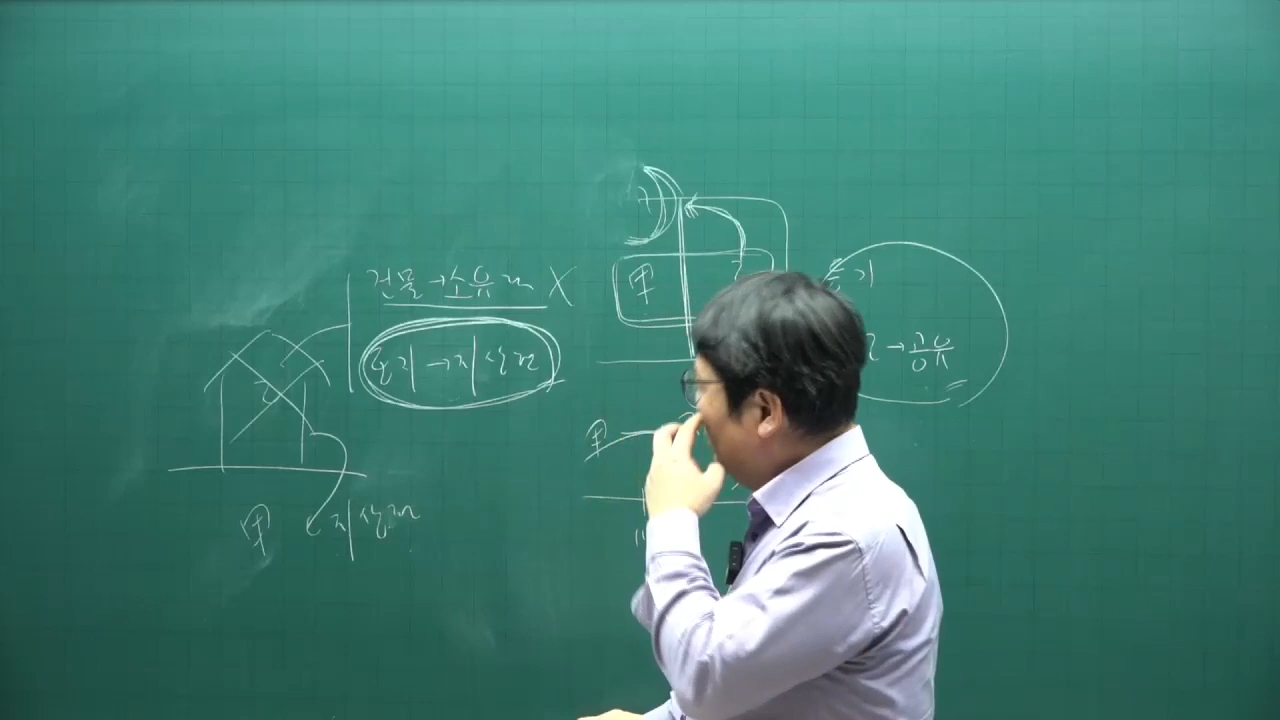 건물→소유권 X
토지→지상권
甲
지상권
甲
등기
→공유
甲